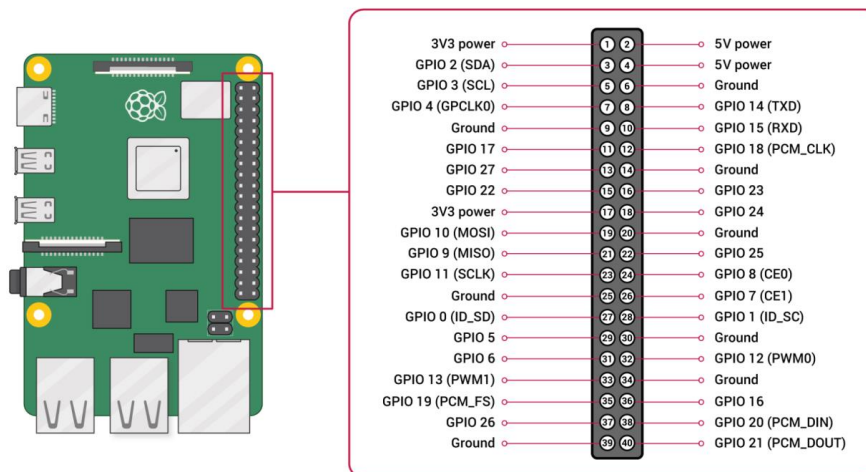 3V3 power 1 2 5V power
GPIO 2 (SDA) 3 4 5V power
GPIO 3 (SCL) 5 6 Ground
GPIO 4 (GPCLK0) 7 8 GPIO 14 (TXD)
Ground 9 10 GPIO 15 (RXD)
GPIO 17 11 12 GPIO 18 (PCM_CLK)
GPIO 27 13 14 Ground
GPIO 22 15 16 GPIO 23
3V3 power 17 18 GPIO 24
GPIO 10 (MOSI) 19 20 Ground
GPIO 9 (MISO) 21 22 GPIO 25
GPIO 11 (SCLK) 23 24 GPIO 8 (CE0)
Ground 25 26 GPIO 7 (CE1)
GPIO 0 (ID_SD) 27 28 GPIO 1 (ID_SC)
GPIO 5 29 30 Ground
GPIO 6 31 32 GPIO 12 (PWM0)
GPIO 13 (PWM1) 33 34 Ground
GPIO 19 (PCM_FS) 35 36 GPIO 16
GPIO 26 37 38 GPIO 20 (PCM_DIN)
Ground 39 40 GPIO 21 (PCM_DOUT)